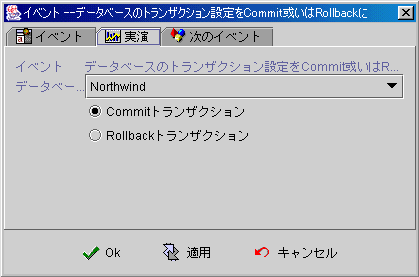 イベント --データベースのトランザクション設定をCommit或いはRollbackに
イベント 実演 次のイベント
イベント データベースのトランザクション設定をCommit或いはR...
データベー... Northwind
Commitトランザクション
Rollbackトランザクション
Ok 適用 キャンセル